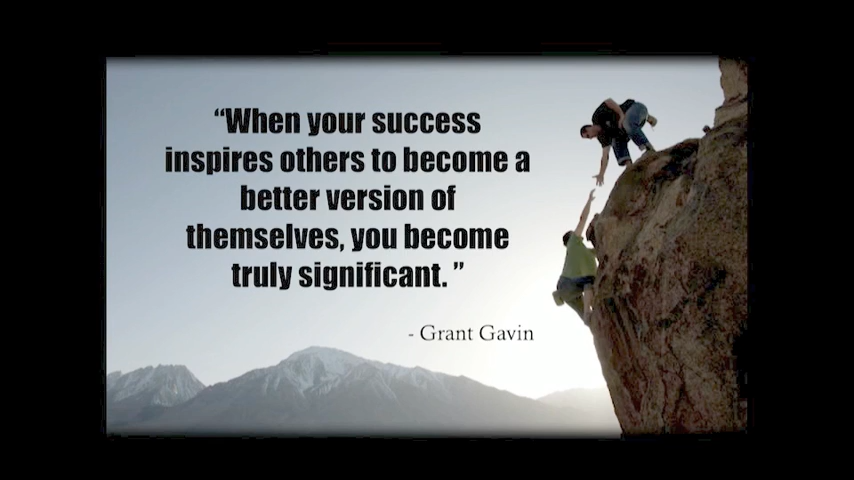 “When your success
inspires others to become a
better version of
themselves, you become
truly significant. ”
- Grant Gavin